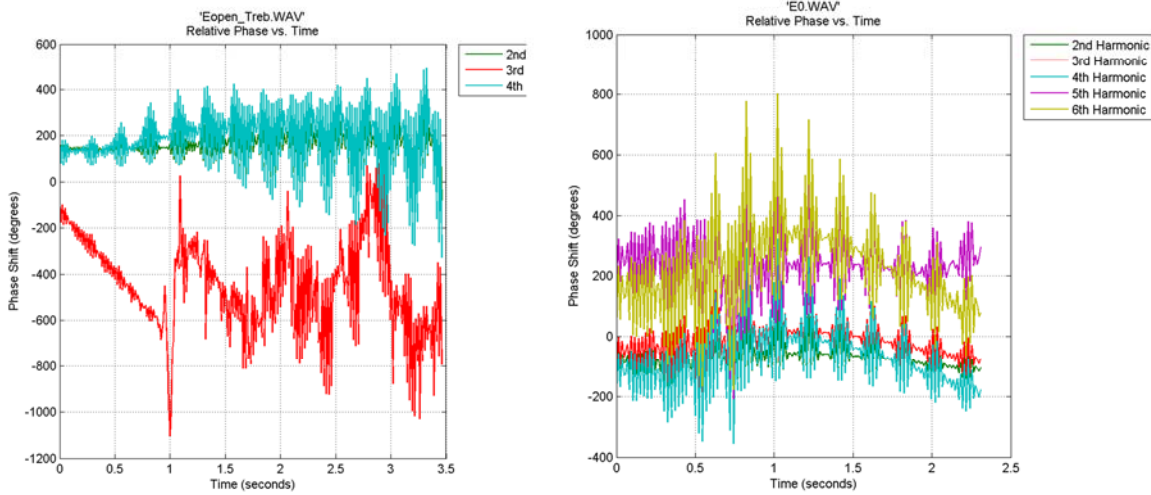 'Eopen_Treb.WAV'
Relative Phase vs. Time
Phase Shift (degrees)
600
400
200
0
-200
-400
-600
-800
-1000
-1200
0
0.5
1
1.5
2
2.5
3
3.5
Time (seconds)
2nd
3rd
4th
'E0.WAV'
Relative Phase vs. Time
Phase Shift (degrees)
1000
800
600
400
200
0
-200
-400
0
0.5
1
1.5
2
2.5
Time (seconds)
2nd Harmonic
3rd Harmonic
4th Harmonic
5th Harmonic
6th Harmonic